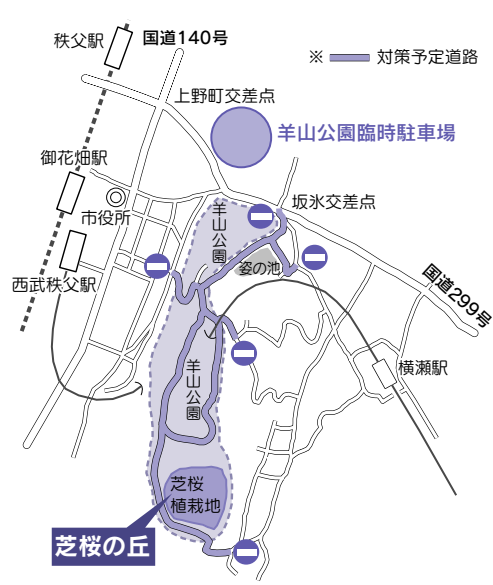 秩父駅
国道140号
※ 対策予定道路
上野町交差点
羊山公園臨時駐車場
御花畑駅
市役所
羊山公園
坂氷交差点
西武秩父駅
姿の池
国道299号
羊山公園
横瀬駅
芝桜
植栽地
芝桜の丘